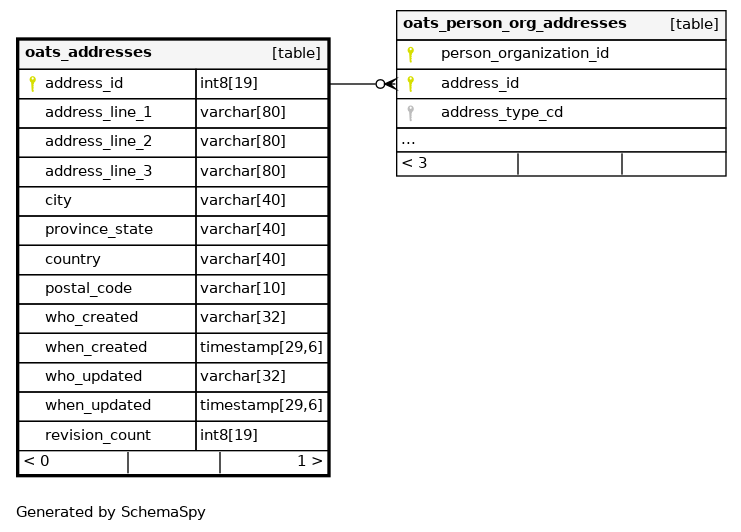 oats_addresses [table]
address_id int8[19]
address_line_1 varchar[80]
address_line_2 varchar[80]
address_line_3 varchar[80]
city varchar[40]
province_state varchar[40]
country varchar[40]
postal_code varchar[10]
who_created varchar[32]
when_created timestamp[29,6]
who_updated varchar[32]
when_updated timestamp[29,6]
revision_count int8[19]
< 0 1 >
oats_person_org_addresses [table]
person_organization_id
address_id
address_type_cd
...
< 3
Generated by SchemaSpy